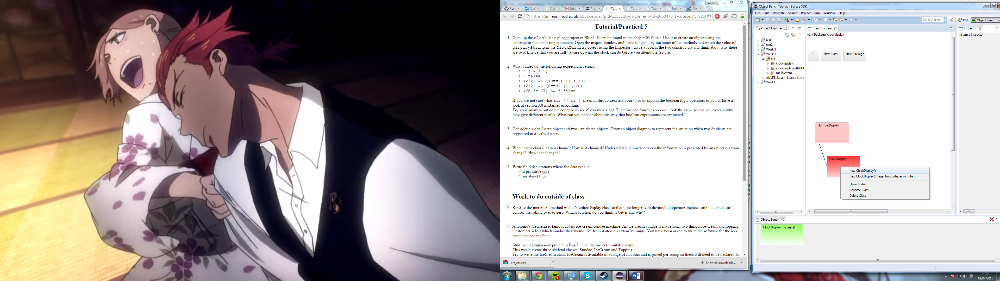 Ashhad
Rese
Outl
Sign
Inbo
Prog
Tuto
Tuto
Tuto
Tuto
vWo
https://unilearn.hud.ac.uk/bbcswebdav/pid-1155110-dt-content-rid-2060470_1/courses/CFS21
Tutorial/Practical 5
1. Open up the clock-display project in BlueJ. It can be found in the chapter03 folder. Use it to create an object using the
constructor that takes no parameters. Open the inspect window and leave it open. Try out some of the methods and watch the value of
displayString in the ClockDisplay object using the Inspector. Have a look at the two constructors and think about why there
are two. Ensure that you are fully aware of what the clock can do before you attend the lecture.
2. What values do the following expressions return?
! ( 4 < 5)
! false
(2<2) && ((8==8) || (1>0) )
(2<2) && (8==8) || (1>0)
(68 != 67) && ! false
If you are not sure what &&, || or ! mean in this context ask your tutor to explain the boolean logic operators to you or have a
look at section 3.8 in Barnes & Kolling.
Try your answers out on the codepad to see if you were right. The third and fourth expression look the same so can you explain why
they give different results. What can you deduce about the way that boolean expressions are evaluated?
3. Consider a LabClass object and two Student objects. Draw an object diagram to represent the situation when two Students are
registered in a LabClass.
4. When can a class diagram change? How is it changed? Under what circumstances can the information represented by an object diagram
change? How is it changed?
5. Write field declarations where the data type is:
a primitive type
an object type
Work to do outside of class
6. Rewrite the increment method in the NumberDisplay class so that it no longer uses the modulo operator but uses an if statement to
control the rolling over to zero. Which solution do you think is better and why?
7. Anotonio's Gelateria is famous for its ice-cream sundae machine. An ice-cream sundae is made from two things: ice-cream and topping.
Customers select which sundae they would like from Antonio's extensive range. You have been asked to write the software for the ice-
cream sundae machine.
Start by creating a new project in BlueJ. Give the project a suitable name.
This week, create three skeletal classes: Sundae, IceCream and Topping.
Try to write the IceCream class. IceCream is available in a range of flavours and is priced per scoop so these will need to be declared as
projects.zip
Show all downloads...
Object Bench Toolkit - Eclipse SDK
File Edit Navigate Search Project Run Window Help
Quick Access
Java
Object Bench To
Project Explorer
Class Diagram
Inspector
rrent Package: clockdisplay
Instance Inspector
test1
test2
Week 2
Week 3
src
clockdisplay
clockdisplaywithGUI
mailSystem
JRE System Library [Java
Week1
UP
New Class
New Package
NumberDisplay
ClockDisplay
new ClockDisplay()
new ClockDisplay(Integer hour Integer minute )
Open Editor
Rename Class
Delete Class
Object Bench
ClockDisplay (Instance)
5
23:46
09/04/2015